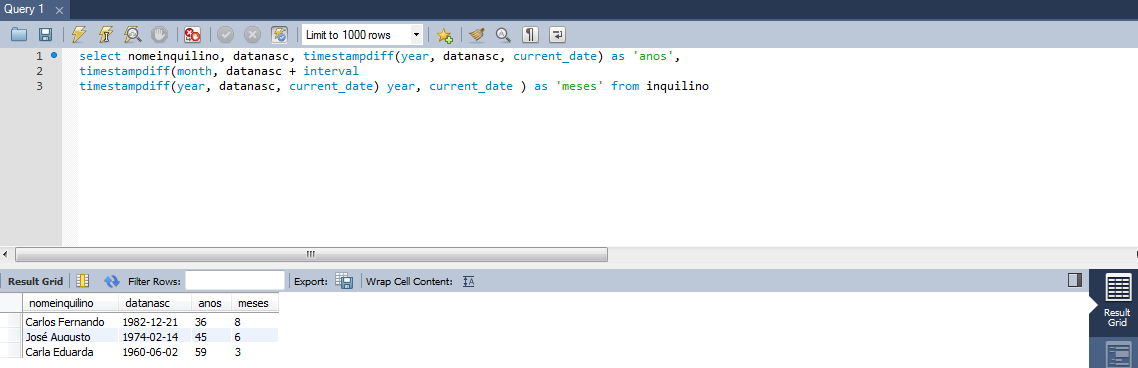 Query 1
Limit to 1000 rows
1 select nomeinquilino, datanasc, timestampdiff(year, datanasc, current_date) as 'anos',
2 timestampdiff(month, datanasc + interval
3 timestampdiff(year, datanasc, current_date) year, current_date ) as 'meses' from inquilino
Result Grid Filter Rows: Export: Wrap Cell Content:
nomeinquilino datanasc anos meses
Carlos Fernando 1982-12-21 36 8
José Augusto 1974-02-14 45 6
Carla Eduarda 1960-06-02 59 3
Result
Grid